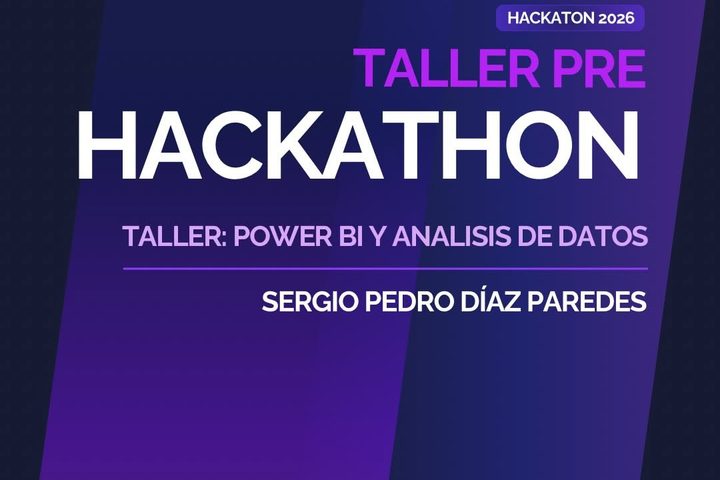 HACKATON 2026
TALLER PRE
HACKATHON
TALLER: POWER BI Y ANALISIS DE DATOS
SERGIO PEDRO DÍAZ PAREDES